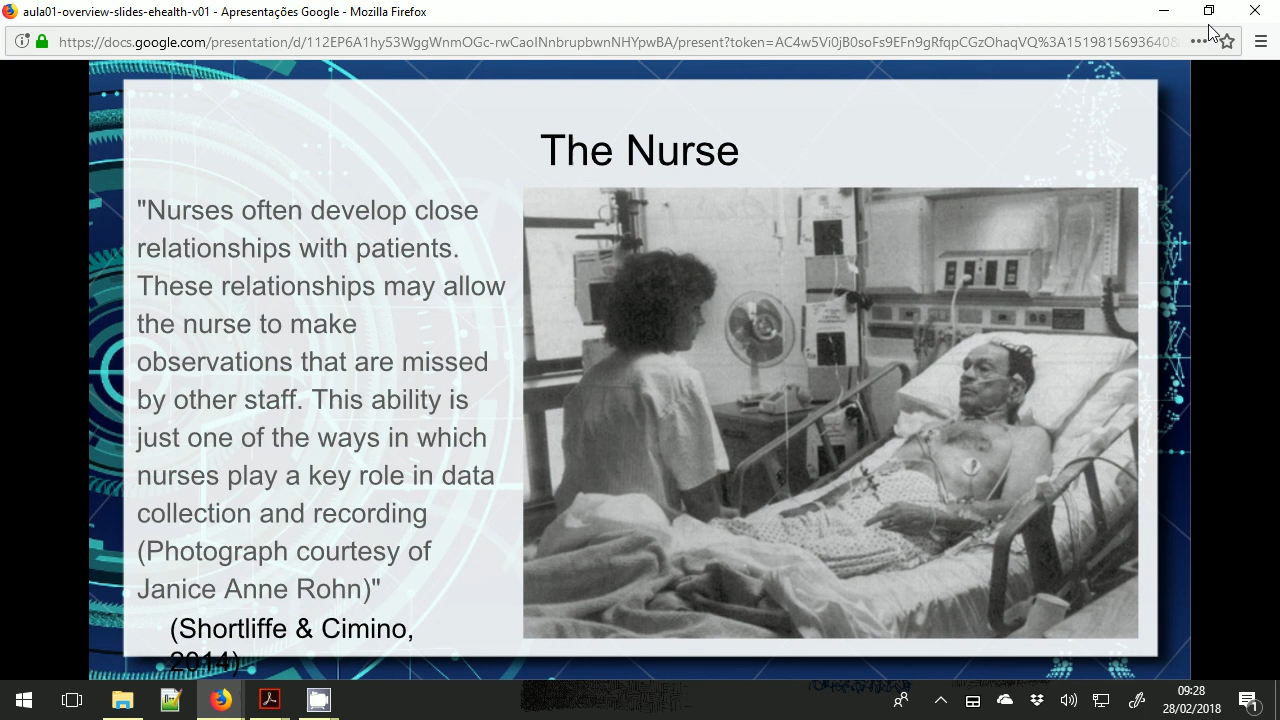 aula01-overview-slides-ehealth-v01 - Apresentações Google - Mozilla Firefox
https://docs.google.com/presentation/d/112EP6A1hy53WggWnmOGc-rwCaoINnbrupbwnNHYpwBA/present?token=AC4w5Vi0jB0soFs9EFn9gRfqpCGzOhaqVQ%3A1519815693640&
The Nurse
"Nurses often develop close
relationships with patients.
These relationships may allow
the nurse to make
observations that are missed
by other staff. This ability is
just one of the ways in which
nurses play a key role in data
collection and recording
(Photograph courtesy of
Janice Anne Rohn)"
(Shortliffe & Cimino,
2014)
09:28
28/02/2018
1